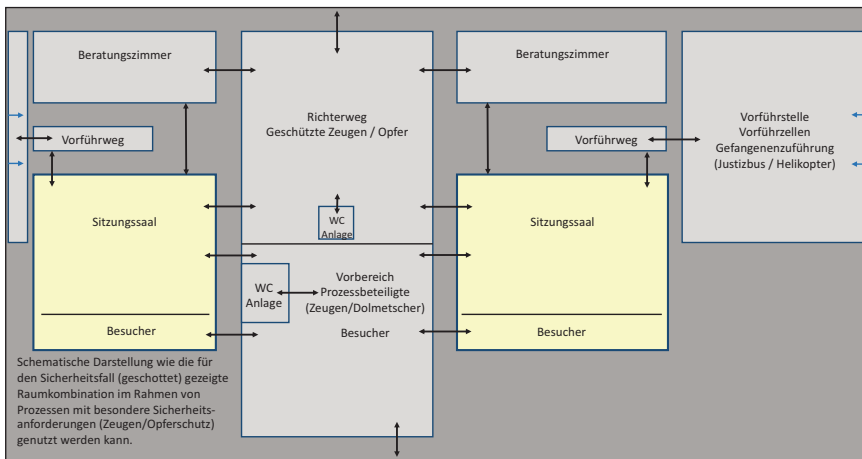 Beratungszimmer
Richterweg
Geschützte Zeugen / Opfer
Beratungszimmer
Vorführstelle
Vorführzellen
Gefangenenzuführung
(Justizbus / Helikopter)
Vorführweg
Vorführweg
Sitzungssaal
WC
Anlage
Sitzungssaal
WC
Anlage
Vorbereich
Prozessbeteiligte
(Zeugen/Dolmetscher)
Besucher
Besucher
Besucher
Schematische Darstellung wie die für
den Sicherheitsfall (geschottet) gezeigte
Raumkombination im Rahmen von
Prozessen mit besondere Sicherheits-
anforderungen (Zeugen/Opferschutz)
genutzt werden kann.